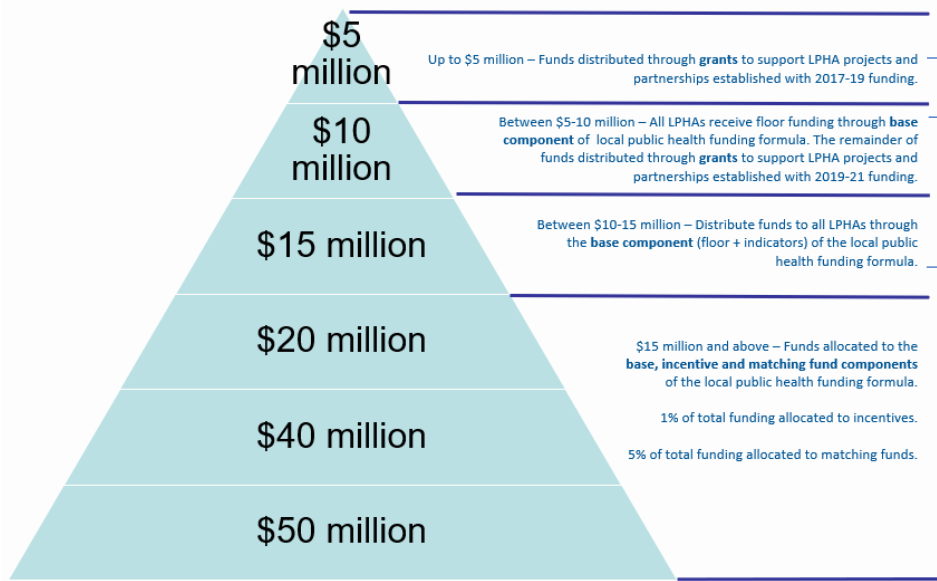 $5
million
Up to $5 million – Funds distributed through grants to support LPHA projects and
partnerships established with 2017-19 funding.
$10
million
Between $5-10 million – All LPHAs receive floor funding through base
component of  local public health funding formula. The remainder of
funds distributed through grants to support LPHA projects and
partnerships established with 2019-21 funding.
$15 million
Between $10-15 million – Distribute funds to all LPHAs through
the base component (floor + indicators) of the local public
health funding formula.
$20 million
$15 million and above – Funds allocated to the
base, incentive and matching fund components
of the local public health funding formula.
1% of total funding allocated to incentives.
$40 million
5% of total funding allocated to matching funds.
$50 million